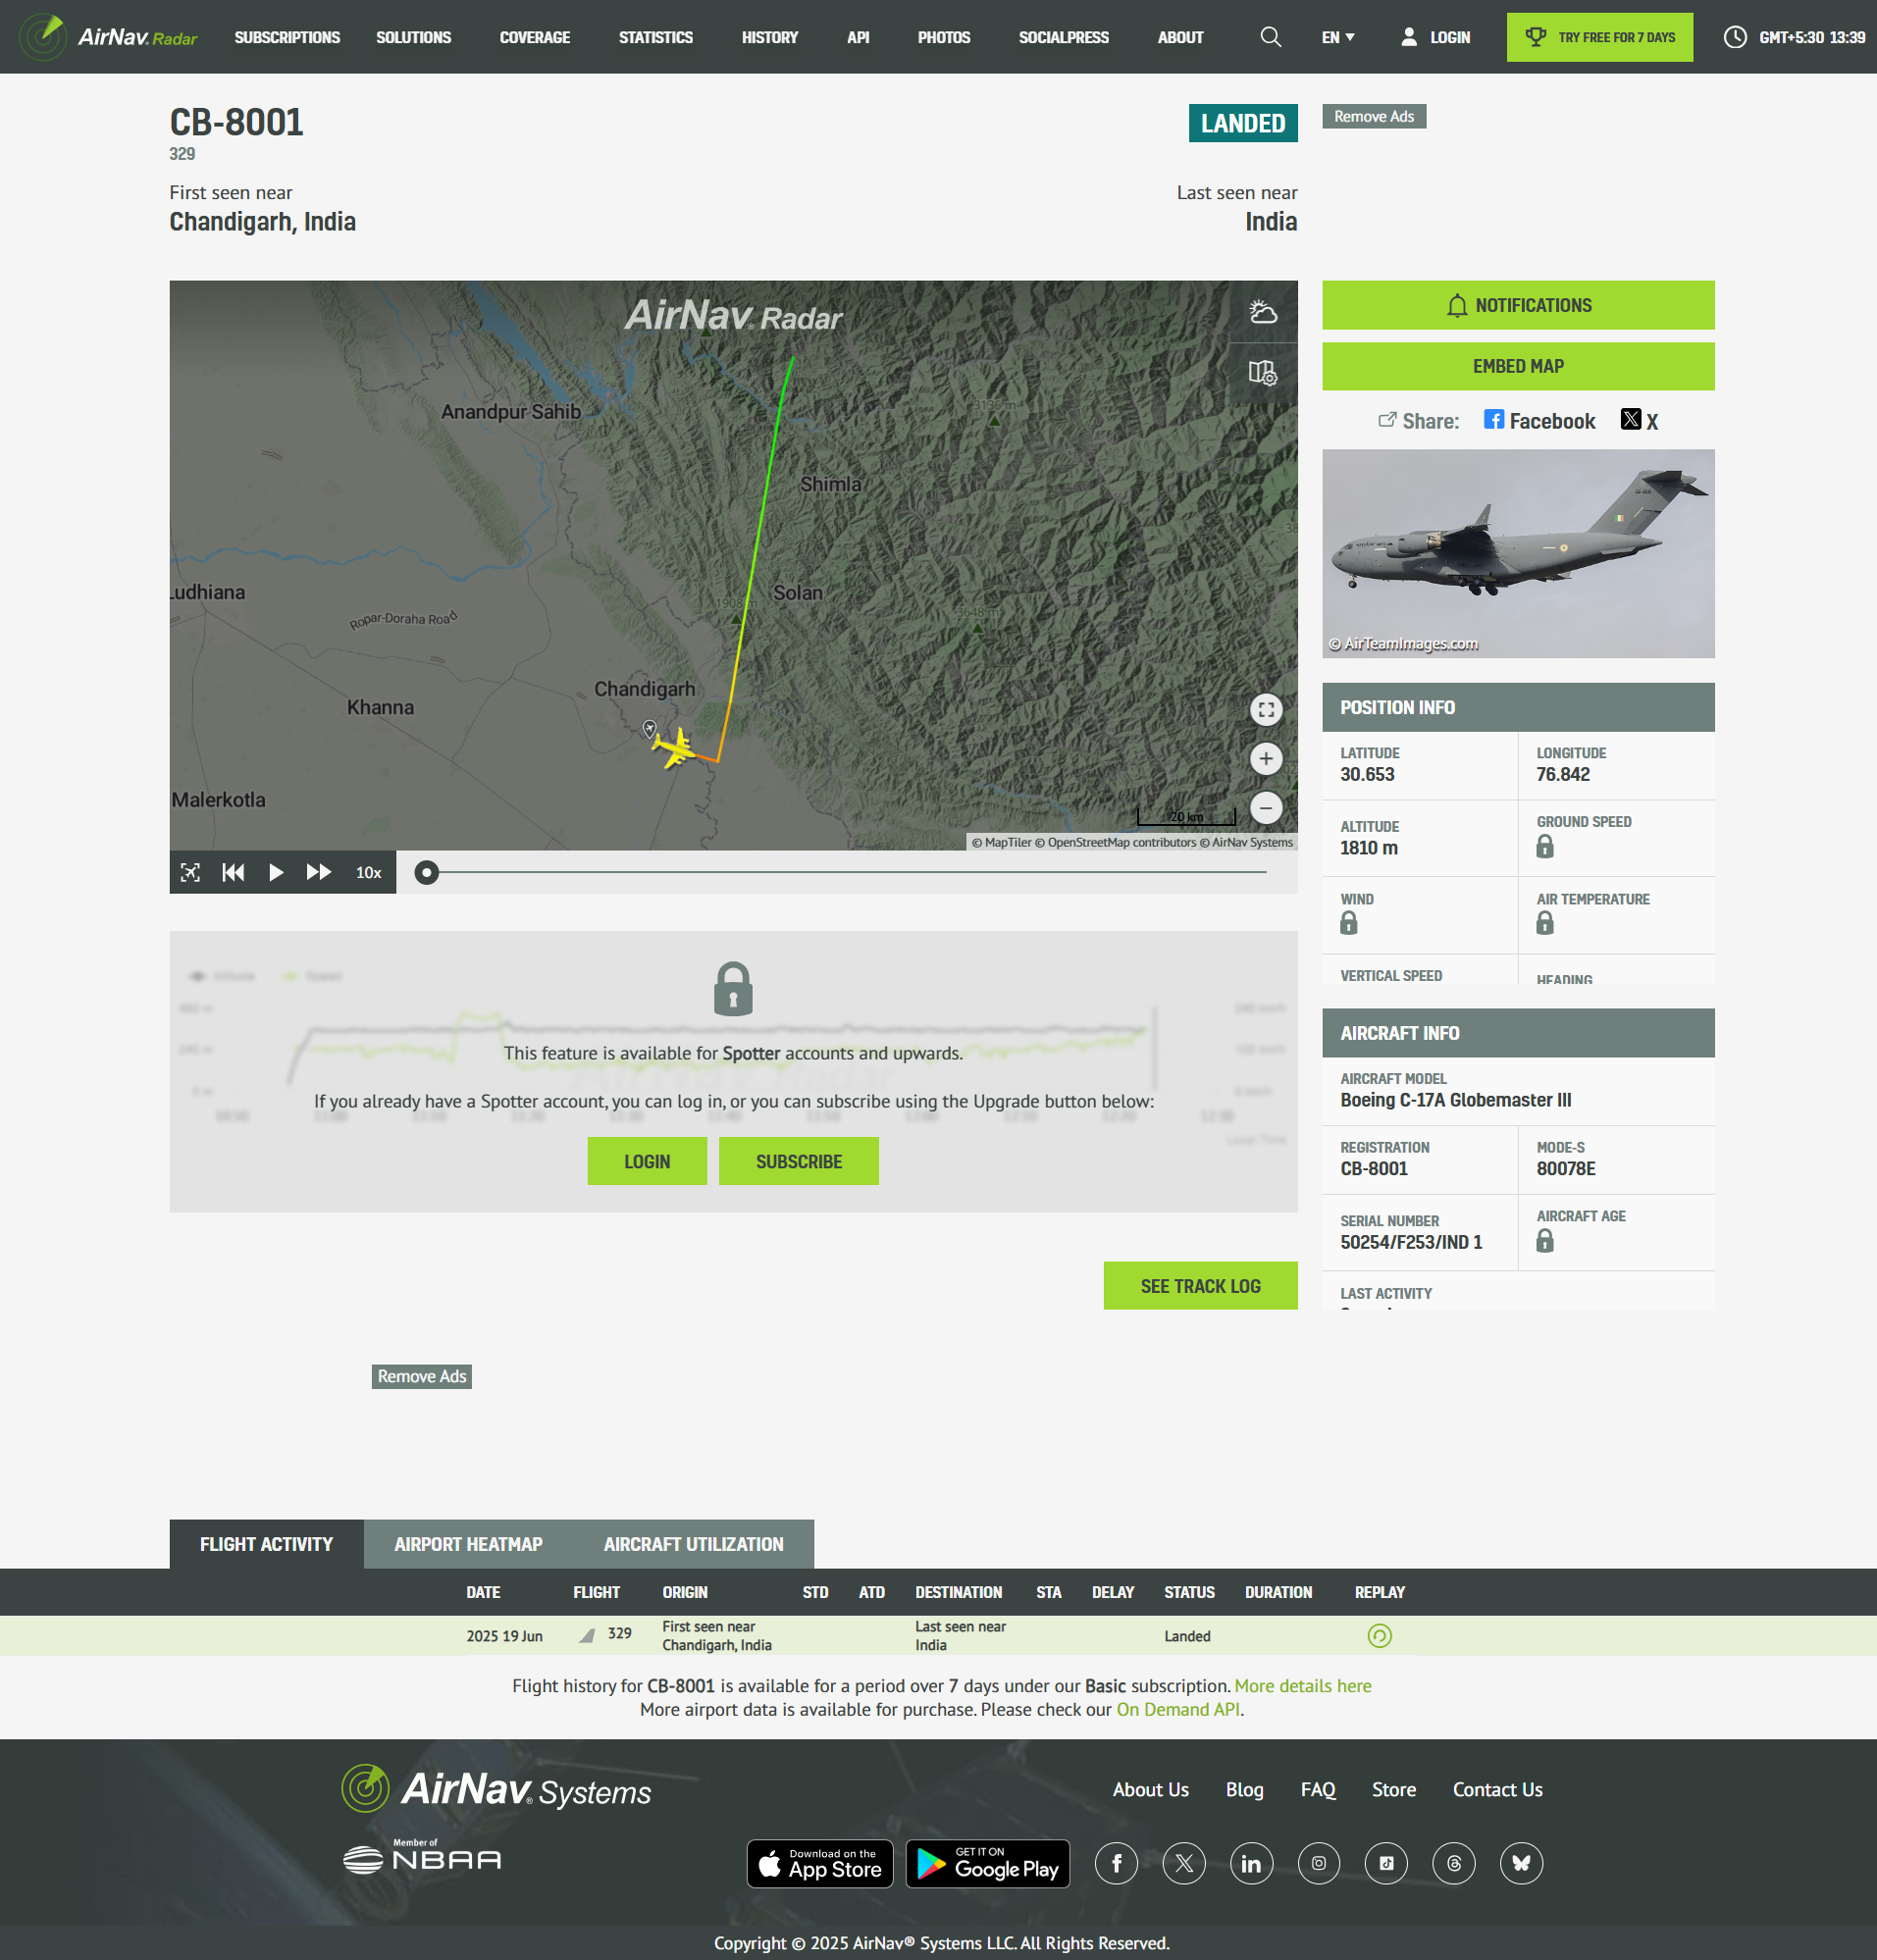 AirNav® Radar
SUBSCRIPTIONS
SOLUTIONS
COVERAGE
STATISTICS
HISTORY
API
PHOTOS
SOCIALPRESS
ABOUT
EN
LOGIN
TRY FREE FOR 7 DAYS
GMT+5:30 13:39
CB-8001
329
LANDED
First seen near
Chandigarh, India
Last seen near
India
Remove Ads
AirNav® Radar
Anandpur Sahib
3136 m
Shimla
Ludhiana
Ropar-Doraha Road
Solan
1908 m
3548 m
Chandigarh
Khanna
Malerkotla
20 km
© MapTiler © OpenStreetMap contributors © AirNav Systems
10x
NOTIFICATIONS
EMBED MAP
Share:
Facebook
X
© AirTeamImages.com
POSITION INFO
LATITUDE
30.653
LONGITUDE
76.842
ALTITUDE
1810 m
GROUND SPEED
WIND
AIR TEMPERATURE
VERTICAL SPEED
HEADING
Altitude
Speed
480 m
240 m
0 m
This feature is available for Spotter accounts and upwards.
If you already have a Spotter account, you can log in, or you can subscribe using the Upgrade button below:
LOGIN
SUBSCRIBE
SEE TRACK LOG
AIRCRAFT INFO
AIRCRAFT MODEL
Boeing C-17A Globemaster III
REGISTRATION
CB-8001
MODE-S
80078E
SERIAL NUMBER
50254/F253/IND 1
AIRCRAFT AGE
LAST ACTIVITY
Remove Ads
FLIGHT ACTIVITY
AIRPORT HEATMAP
AIRCRAFT UTILIZATION
DATE FLIGHT ORIGIN STD ATD DESTINATION STA DELAY STATUS DURATION REPLAY
2025 19 Jun
329
First seen near
Chandigarh, India
Last seen near
India
Landed
Flight history for CB-8001 is available for a period over 7 days under our Basic subscription. More details here
More airport data is available for purchase. Please check our On Demand API.
AirNav® Systems
About Us
Blog
FAQ
Store
Contact Us
Member of
NBAA
Download on the
App Store
GET IT ON
Google Play
Copyright © 2025 AirNav® Systems LLC. All Rights Reserved.